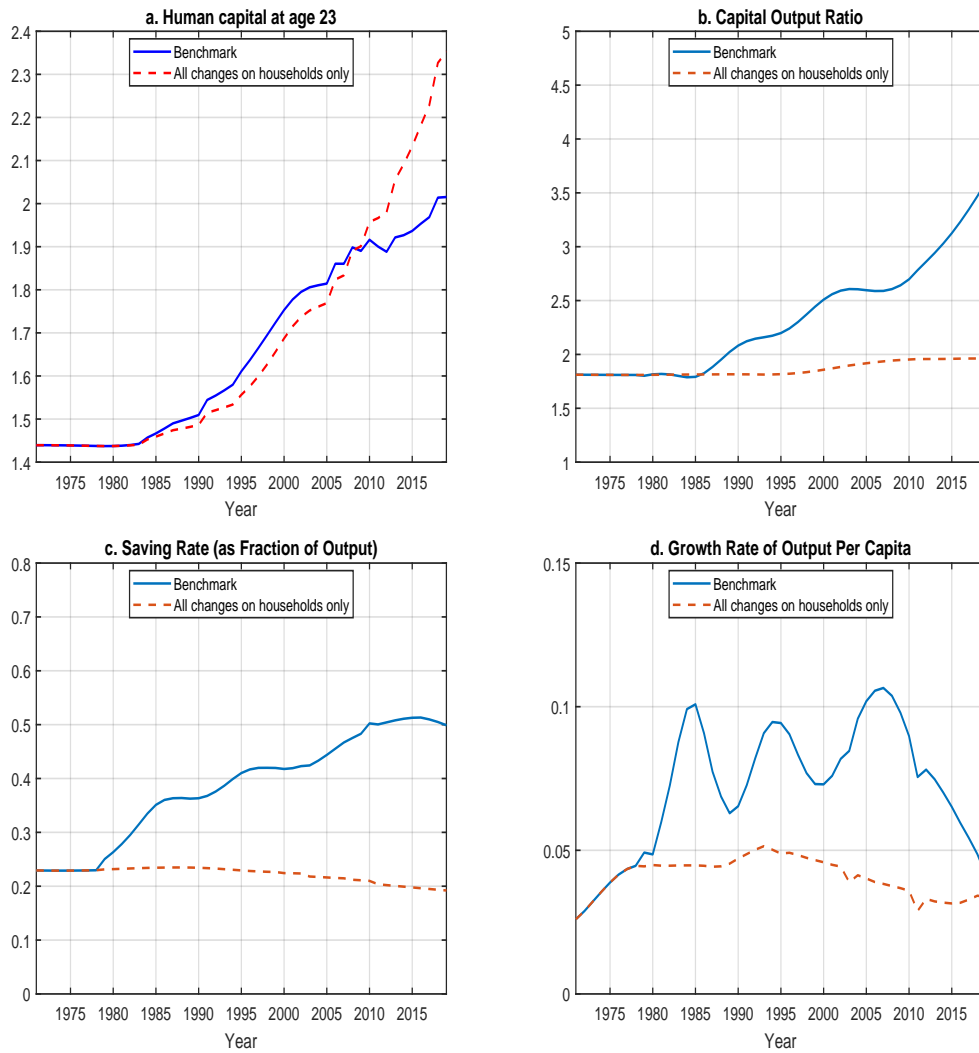 a. Human capital at age 23
2.4
2.3
2.2
2.1
2
1.9
1.8
1.7
1.6
1.5
1.4
Benchmark
All changes on households only
1975 1980 1985 1990 1995 2000 2005 2010 2015
Year
b. Capital Output Ratio
5
4.5
4
3.5
3
2.5
2
1.5
1
Benchmark
All changes on households only
1975 1980 1985 1990 1995 2000 2005 2010 2015
Year
c. Saving Rate (as Fraction of Output)
0.8
0.7
0.6
0.5
0.4
0.3
0.2
0.1
0
Benchmark
All changes on households only
1975 1980 1985 1990 1995 2000 2005 2010 2015
Year
d. Growth Rate of Output Per Capita
0.15
0.1
0.05
0
Benchmark
All changes on households only
1975 1980 1985 1990 1995 2000 2005 2010 2015
Year